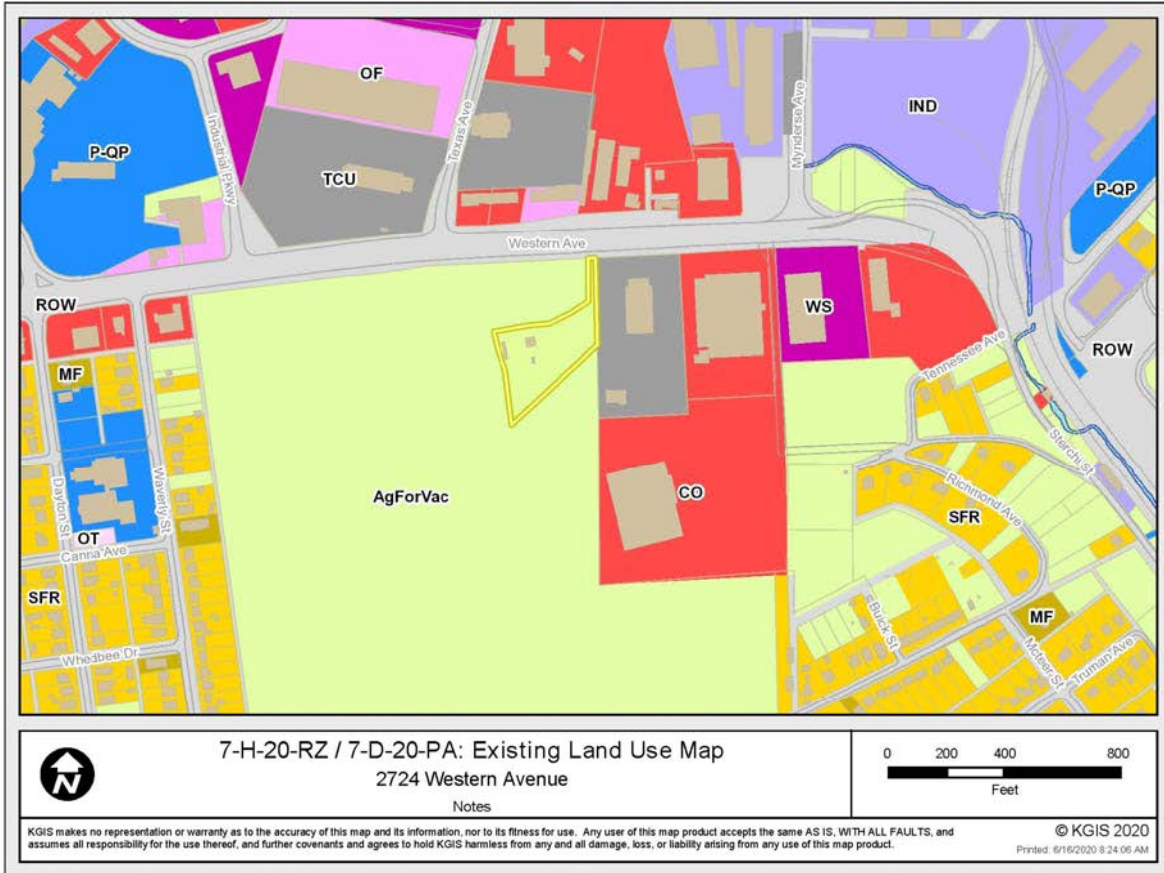 OF
IND
P-QP
Industrial Pkwy
Texas Ave
Mynderse Ave
TCU
P-QP
Western Ave
ROW
WS
ROW
Tennessee Ave
MF
Sterchi St
Dayton St
Waverly St
AgForVac
CO
Richmond Ave
SFR
OT
Canna Ave
SFR
Buick St
MF
Whedbee Dr
Mcteer St
Truman Ave
N
7-H-20-RZ / 7-D-20-PA: Existing Land Use Map
2724 Western Avenue
Notes
0 200 400 800
Feet
KGIS makes no representation or warranty as to the accuracy of this map and its information, nor to its fitness for use. Any user of this map product accepts the same AS IS, WITH ALL FAULTS, and
assumes all responsibility for the use thereof, and further covenants and agrees to hold KGIS harmless from any and all damage, loss, or liability arising from any use of this map product.
© KGIS 2020
Printed: 6/16/2020 8:24:06 AM